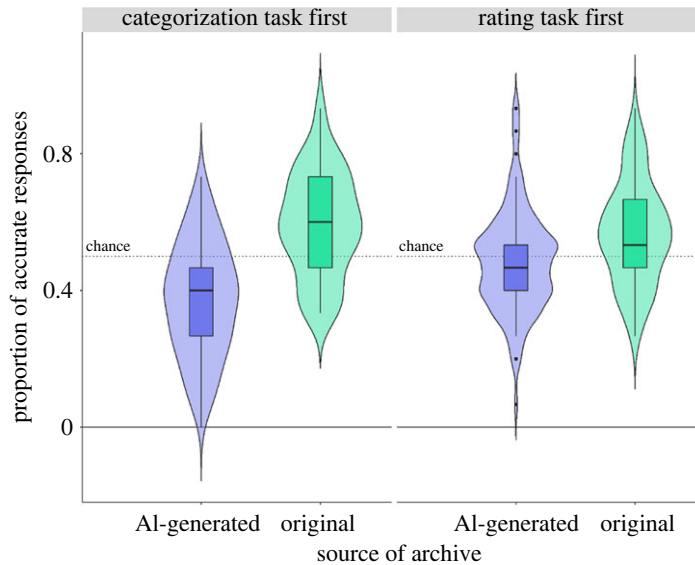 categorization task first
rating task first
proportion of accurate responses
0.8
chance
chance
0.4
0
AI-generated
original
AI-generated
original
source of archive